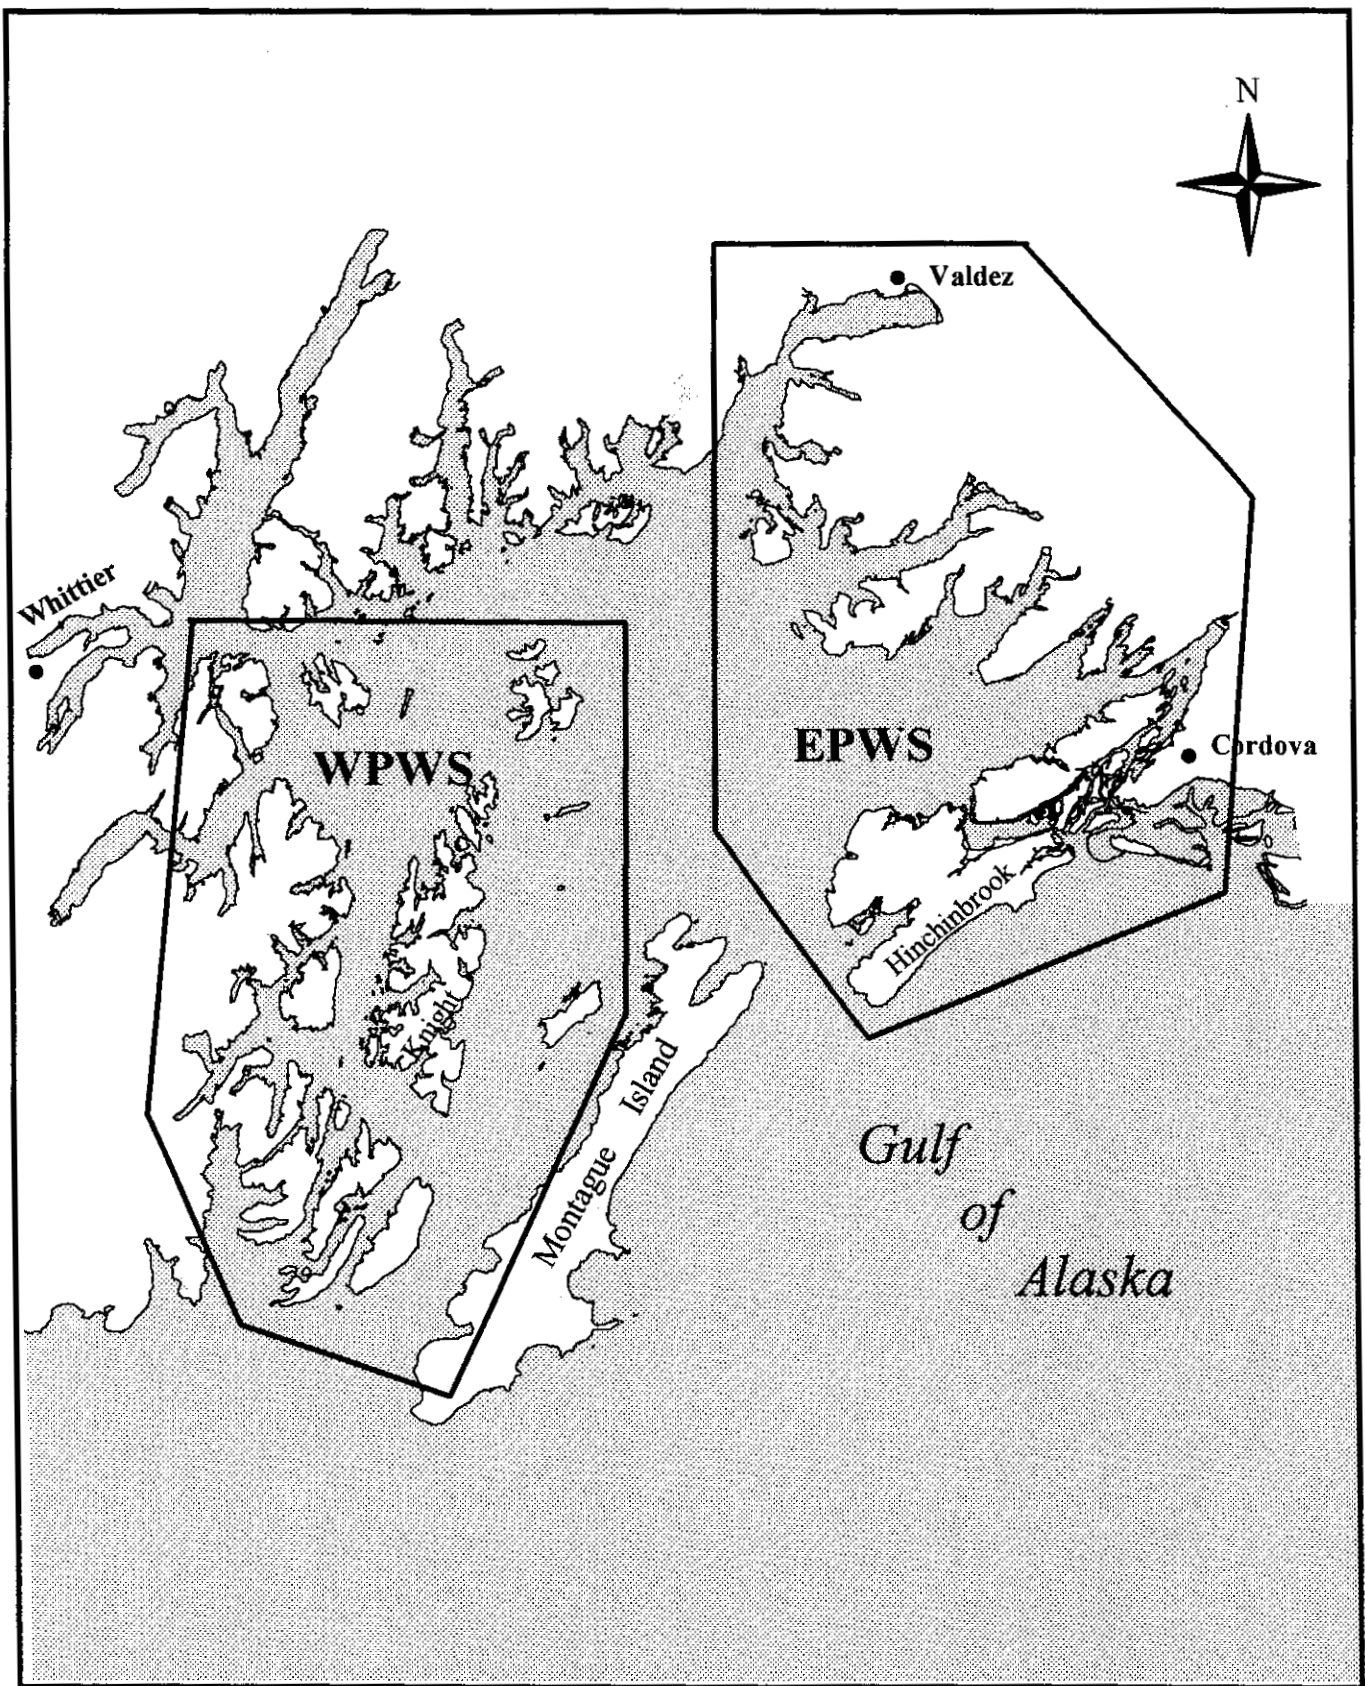 N
Valdez
Whittier
WPWS
EPWS
Cordova
Hinchinbrook
Knight
Montague Island
Gulf
of
Alaska